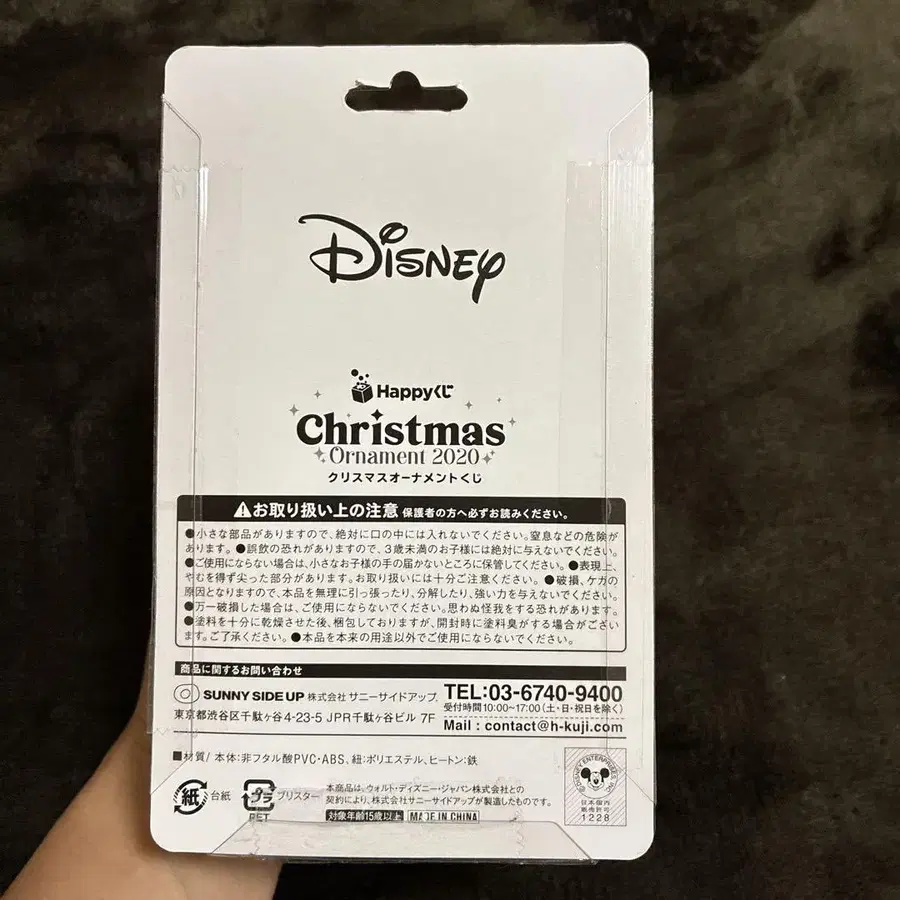 Disney
Happyくじ
Christmas
Ornament 2020
クリスマスオーナメントくじ
お取り扱い上の注意 保護者の方へ必ずお読みください。
●小さな部品がありますので、絶対に口の中には入れないでください。窒息などの危険が
あります。●誤飲の恐れがありますので、3歳未満のお子様には絶対に与えないでください。
●ご使用にならない場合は、小さなお子様の手の届かないところに保管してください。●表現上、
やむを得ず尖った部分があります。お取り扱いには十分ご注意ください。●破損、ケガの
原因となりますので、本品を無理に引っ張ったり、分解したり、強い力を与えないでください。
●万一破損した場合は、ご使用にならないでください。思わぬ怪我をする恐れがあります。
●塗料を十分に乾燥させた後、梱包しておりますが、開封時に塗料臭がする場合がござい
ます。ご了承ください。●本品を本来の用途以外でご使用にならないでください。
商品に関するお問い合わせ
SUNNY SIDE UP 株式会社 サニーサイドアップ
東京都渋谷区千駄ヶ谷4-23-5 JPR千駄ヶ谷ビル 7F
TEL:03-6740-9400
受付時間10:00~17:00(土・日・祝日を除く)
Mail : contact@h-kuji.com
■材質/ 本体:非フタル酸PVC・ABS、紐:ポリエステル、ヒートン:鉄
紙 台紙
プラ ブリスター
PET
本商品は、ウォルト・ディズニー・ジャパン株式会社との
契約により、株式会社サニーサイドアップが製造したものです。
対象年齢15歳以上 MADE IN CHINA
©DISNEY ENTERPRISES, INC.
日本国内
販売許可
1228